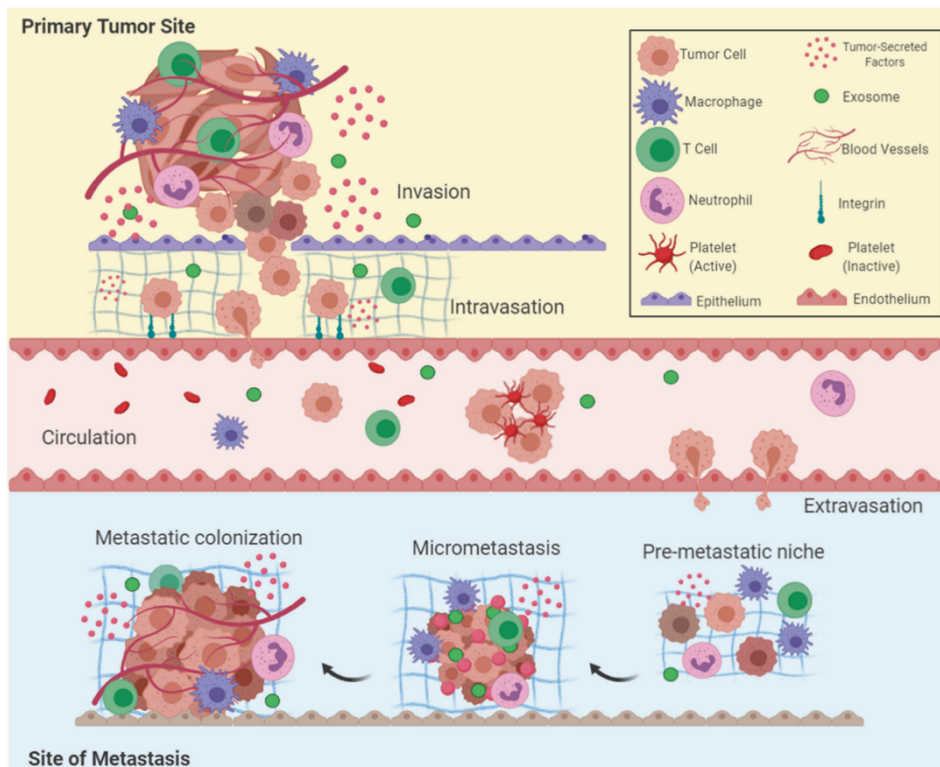 Primary Tumor Site
Tumor Cell
Tumor-Secreted
Factors
Macrophage
Exosome
T Cell
Blood Vessels
Neutrophil
Integrin
Platelet
(Active)
Platelet
(Inactive)
Epithelium
Endothelium
Invasion
Intravasation
Circulation
Extravasation
Metastatic colonization
Micrometastasis
Pre-metastatic niche
Site of Metastasis